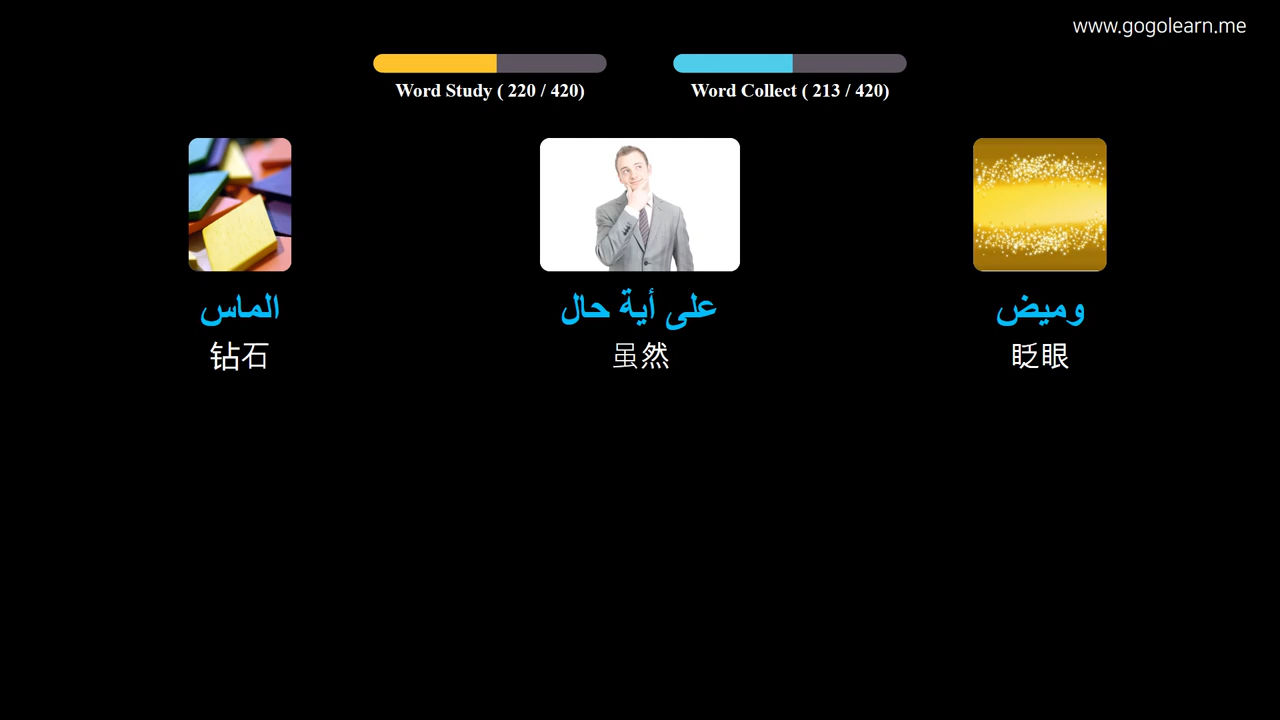 www.gogolearn.me
Word Study ( 220 / 420)
Word Collect ( 213 / 420)
الماس
على أية حال
وميض
钻石
虽然
眨眼